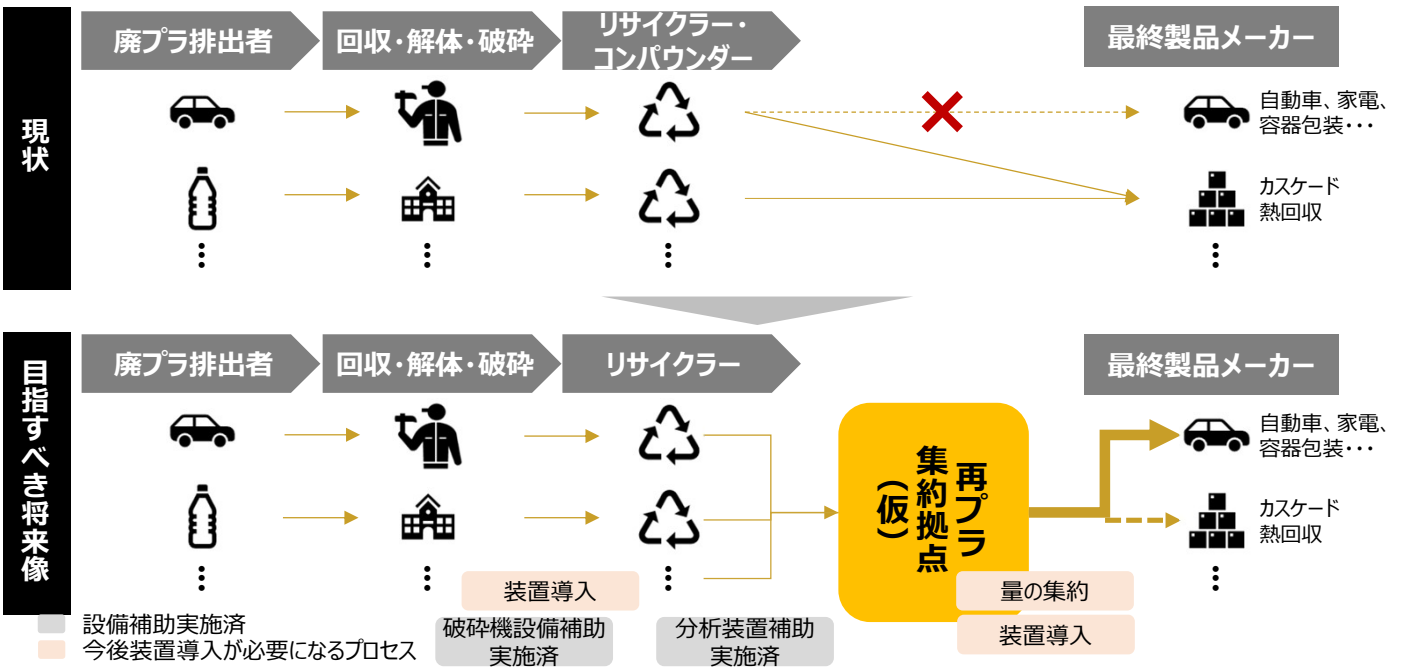 現状
廃プラ排出者
回収・解体・破砕
リサイクラー・
コンパウンダー
最終製品メーカー
自動車、家電、
容器包装・・・
カスケード
熱回収
目指すべき将来像
廃プラ排出者
回収・解体・破砕
リサイクラー
最終製品メーカー
再プラ
集約拠点
(仮)
自動車、家電、
容器包装・・・
カスケード
熱回収
装置導入
量の集約
破砕機設備補助
実施済
分析装置補助
実施済
装置導入
設備補助実施済
今後装置導入が必要になるプロセス